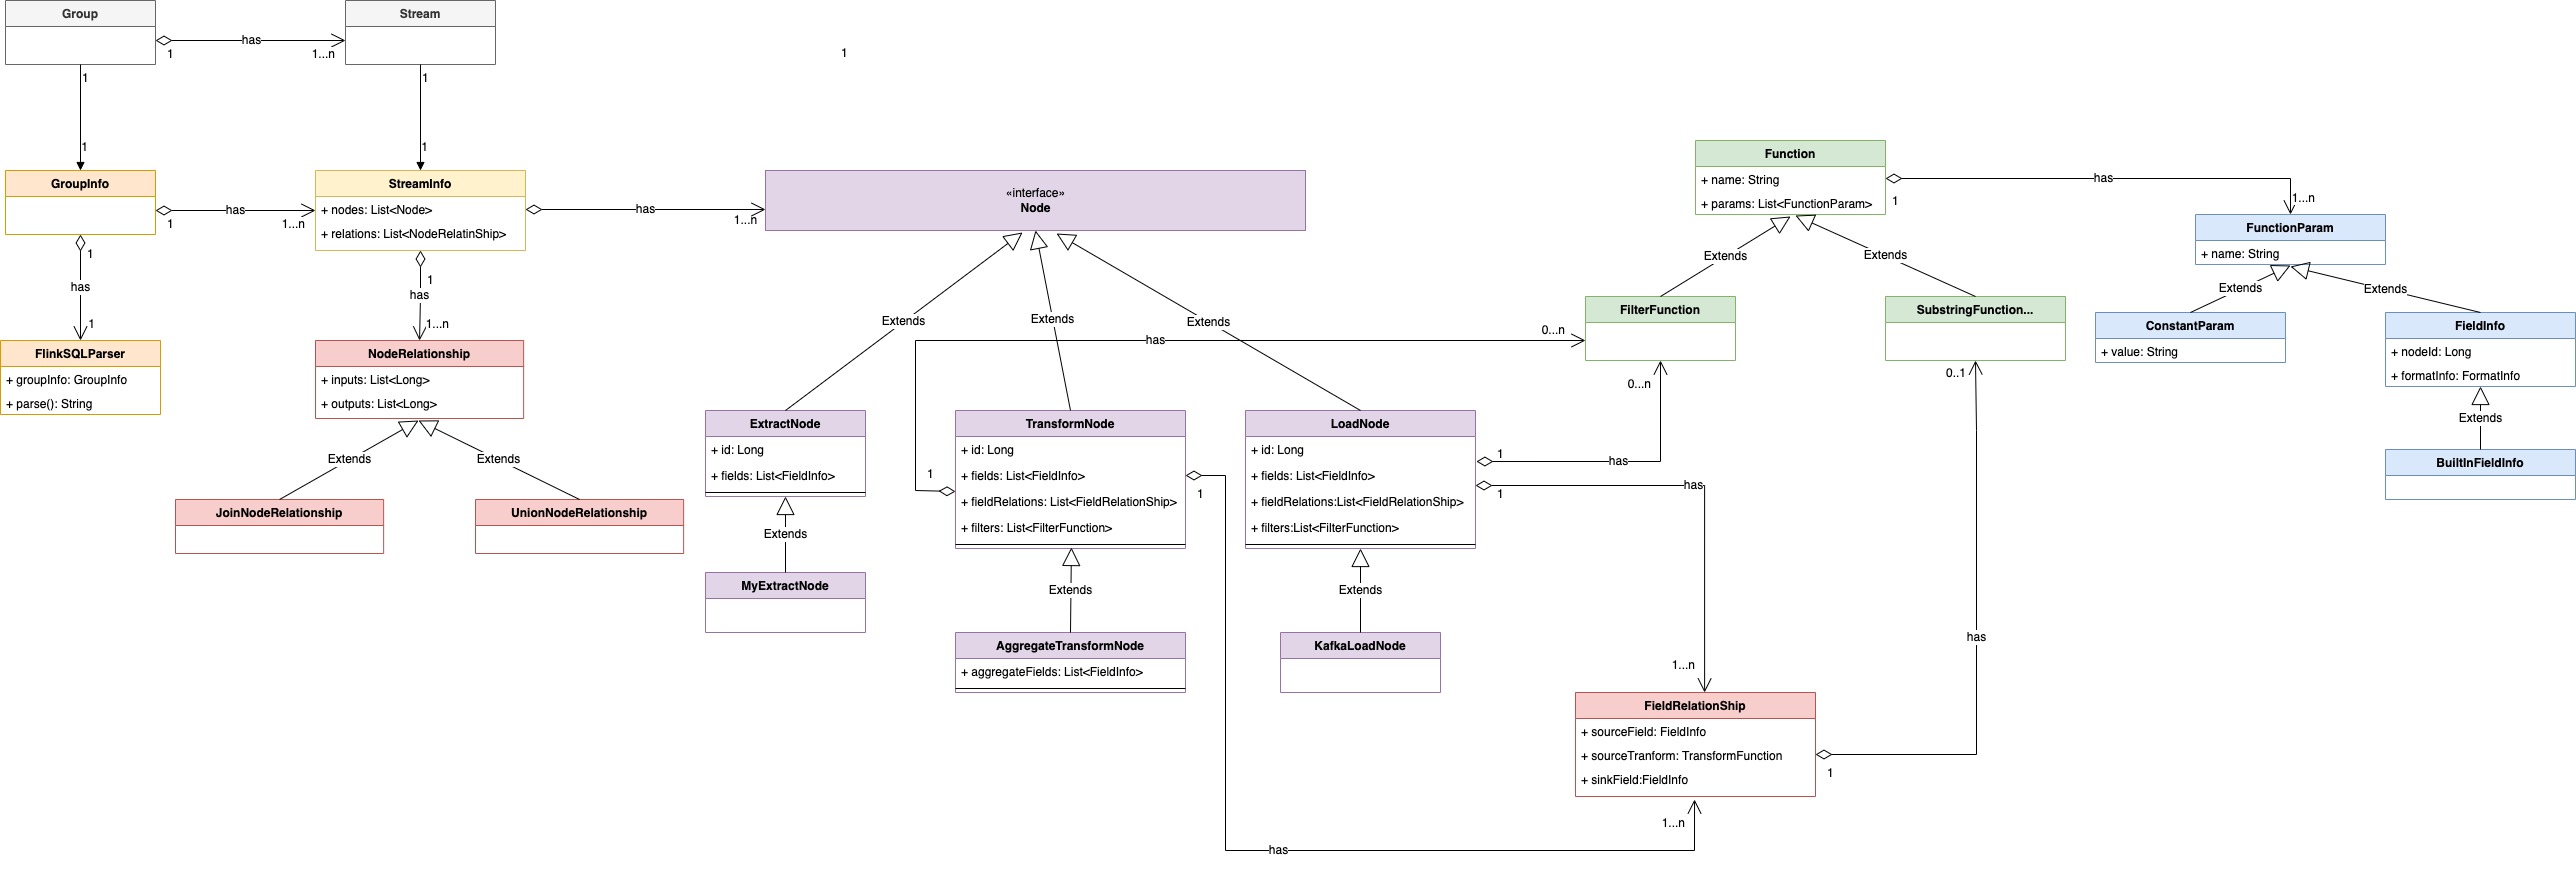 Group
Stream
has
1
1...n
1
1
1
1
1
GroupInfo
StreamInfo
+ nodes: List<Node>
+ relations: List<NodeRelatinShip>
has
1
1...n
has
1...n
«interface»
Node
Function
+ name: String
+ params: List<FunctionParam>
has
1
1...n
FunctionParam
+ name: String
1
has
1
1
has
1...n
Extends
Extends
Extends
Extends
Extends
Extends
Extends
FlinkSQLParser
+ groupInfo: GroupInfo
+ parse(): String
NodeRelationship
+ inputs: List<Long>
+ outputs: List<Long>
has
0...n
FilterFunction
SubstringFunction...
ConstantParam
+ value: String
FieldInfo
+ nodeId: Long
+ formatInfo: FormatInfo
0...n
0..1
Extends
Extends
Extends
BuiltInFieldInfo
JoinNodeRelationship
UnionNodeRelationship
ExtractNode
+ id: Long
+ fields: List<FieldInfo>
1
TransformNode
+ id: Long
+ fields: List<FieldInfo>
+ fieldRelations: List<FieldRelationShip>
+ filters: List<FilterFunction>
1
LoadNode
+ id: Long
+ fields: List<FieldInfo>
+ fieldRelations:List<FieldRelationShip>
+ filters:List<FilterFunction>
1
has
1
has
Extends
Extends
Extends
MyExtractNode
AggregateTransformNode
+ aggregateFields: List<FieldInfo>
KafkaLoadNode
has
1...n
FieldRelationShip
+ sourceField: FieldInfo
+ sourceTranform: TransformFunction
+ sinkField:FieldInfo
1
1...n
has